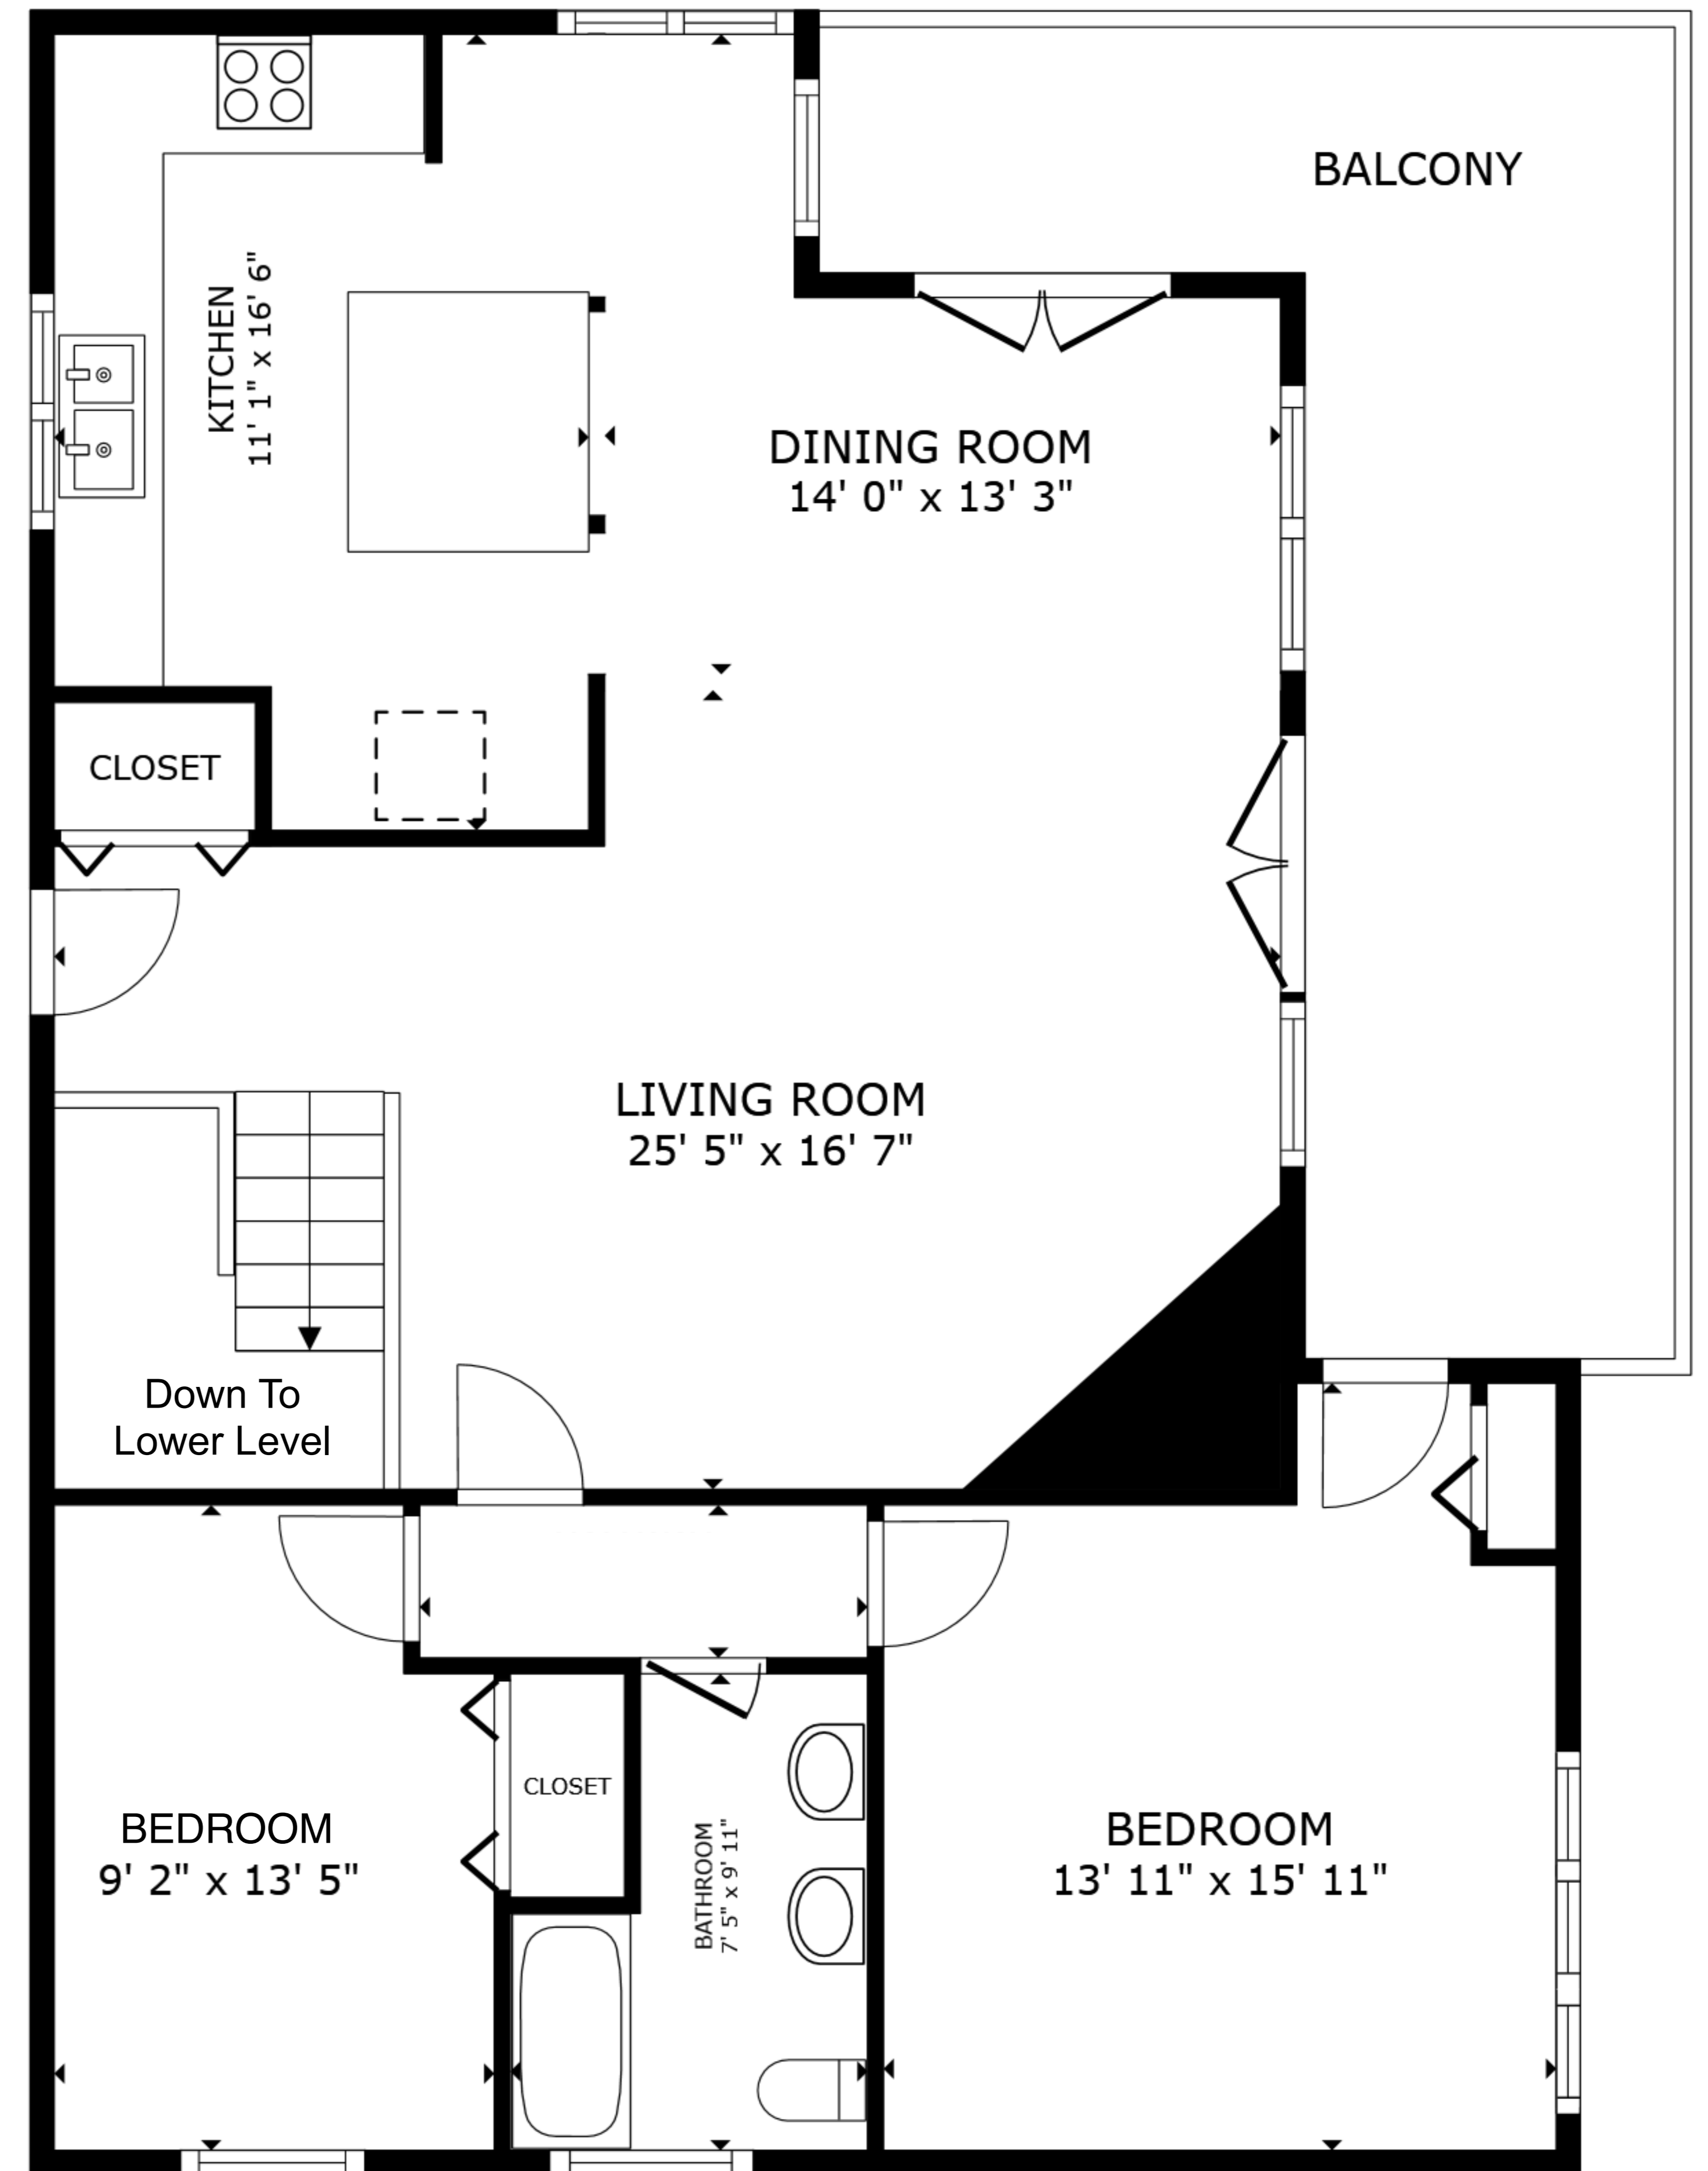 BALCONY
KITCHEN
11' 1" x 16' 6"
DINING ROOM
14' 0" x 13' 3"
CLOSET
LIVING ROOM
25' 5" x 16' 7"
Down To
Lower Level
CLOSET
BEDROOM
9' 2" x 13' 5"
BATHROOM
7' 5" x 9' 11"
BEDROOM
13' 11" x 15' 11"